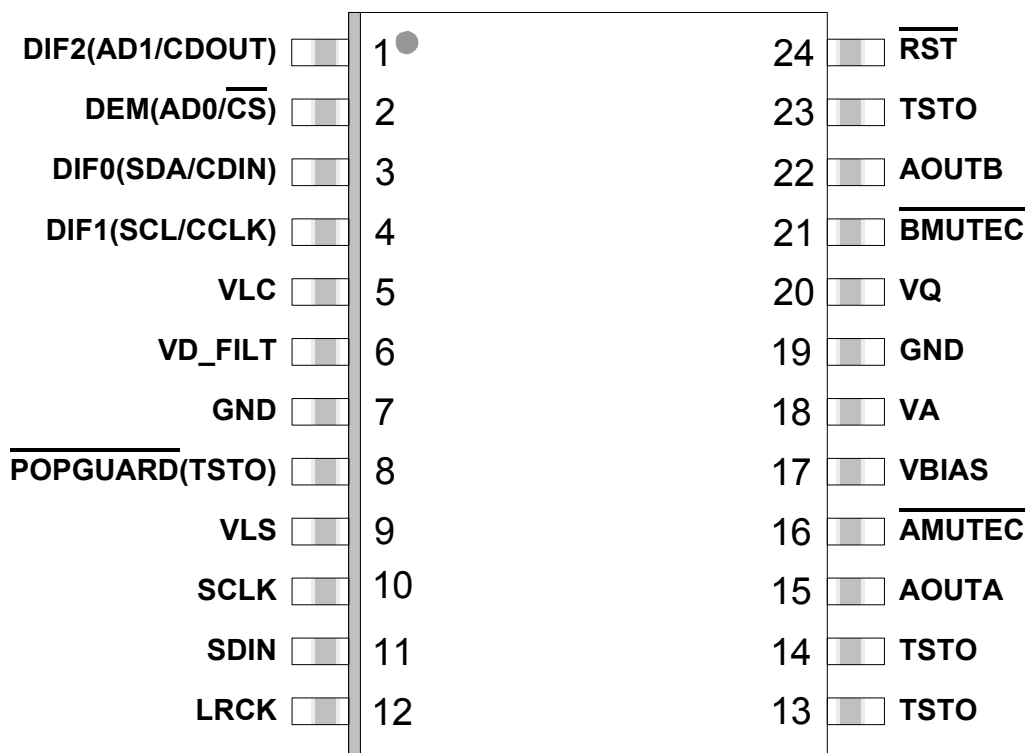 DIF2(AD1/CDOUT) 1 24 RST
DEM(AD0/CS) 2 23 TSTO
DIF0(SDA/CDIN) 3 22 AOUTB
DIF1(SCL/CCLK) 4 21 BMUTEC
VLC 5 20 VQ
VD_FILT 6 19 GND
GND 7 18 VA
POPGUARD(TSTO) 8 17 VBIAS
VLS 9 16 AMUTEC
SCLK 10 15 AOUTA
SDIN 11 14 TSTO
LRCK 12 13 TSTO